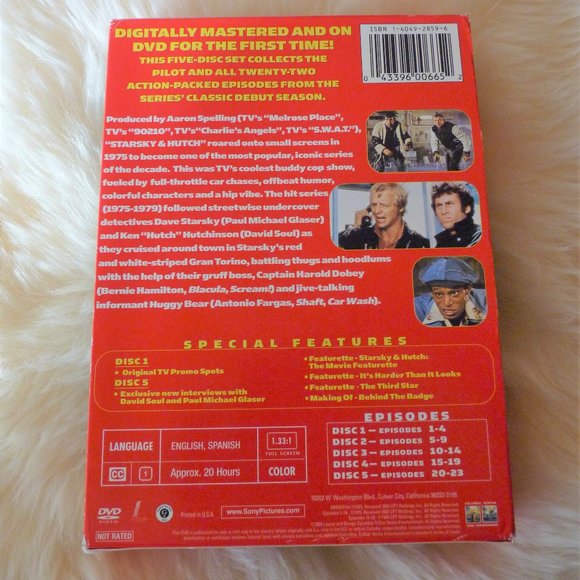 DIGITALLY MASTERED AND ON
DVD FOR THE FIRST TIME!
THIS FIVE-DISC SET COLLECTS THE
PILOT AND ALL TWENTY-TWO
ACTION-PACKED EPISODES FROM THE
SERIES' CLASSIC DEBUT SEASON.
ISBN 1-4049-2859-6
0 43396 00665 2
Produced by Aaron Spelling (TV's "Melrose Place",
TV's "90210", TV's "Charlie's Angels", TV's "S.W.A.T."),
"STARSKY & HUTCH" roared onto small screens in
1975 to become one of the most popular, iconic series
of the decade. This was TV's coolest buddy cop show,
fueled by full-throttle car chases, offbeat humor,
colorful characters and a hip vibe. The hit series
(1975-1979) followed streetwise undercover
detectives Dave Starsky (Paul Michael Glaser)
and Ken "Hutch" Hutchinson (David Soul) as
they cruised around town in Starsky's red
and white-striped Gran Torino, battling thugs and hoodlums
with the help of their gruff boss, Captain Harold Dobey
(Bernie Hamilton, Blacula, Scream!) and jive-talking
informant Huggy Bear (Antonio Fargas, Shaft, Car Wash).
SPECIAL FEATURES
DISC 1
• Original TV Promo Spots
DISC 5
• Exclusive new interviews with
David Soul and Paul Michael Glaser
• Featurette - Starsky & Hutch:
The Movie Featurette
• Featurette - It's Harder Than It Looks
• Featurette - The Third Star
• Making Of - Behind The Badge
EPISODES
DISC 1 — EPISODES 1-4
DISC 2 — EPISODES 5-9
DISC 3 — EPISODES 10-14
DISC 4 — EPISODES 15-19
DISC 5 — EPISODES 20-23
LANGUAGE
ENGLISH, SPANISH
1.33:1
FULL SCREEN
CC
1
Approx. 20 Hours
COLOR
10202 W. Washington Blvd., Culver City, California 90232-3195
DVD
VIDEO
Printed in U.S.A.
www.SonyPictures.com
NOT RATED